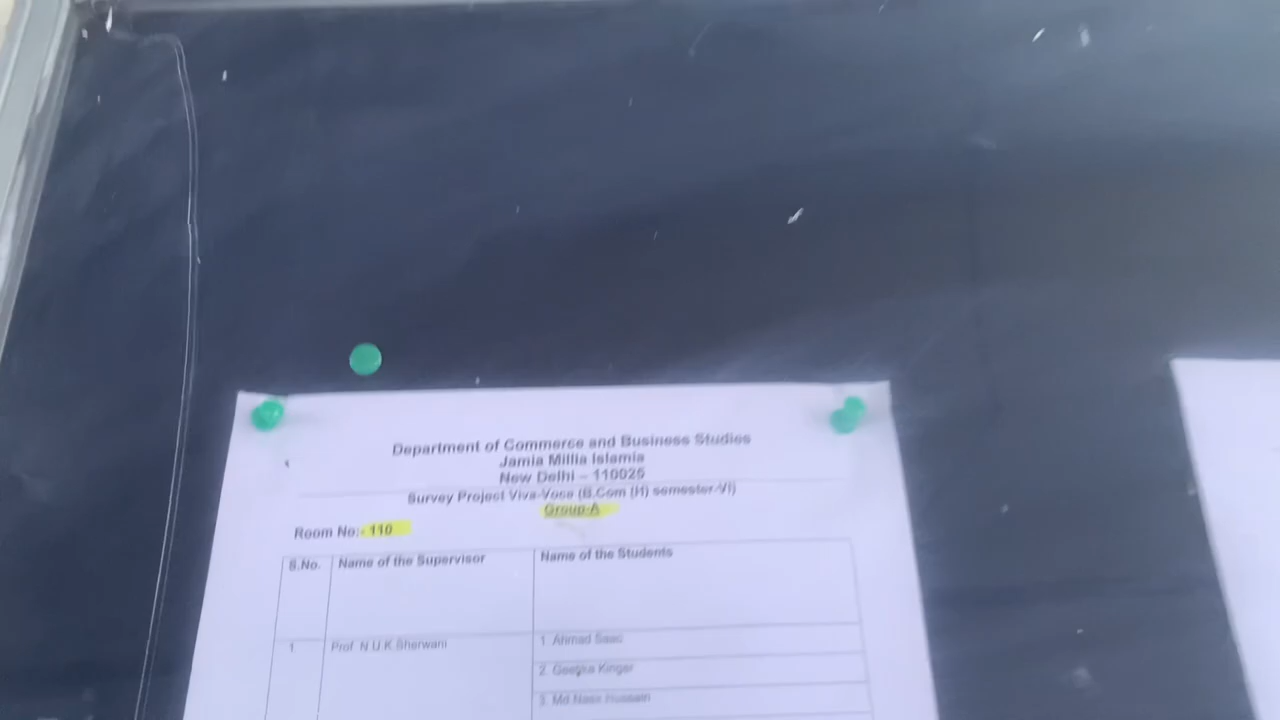 Department of Commerce and Business Studies
Jamia Millia Islamia
New Delhi – 110025
Survey Project Viva-Voce (B.Com (H) semester-VI)
Group-A
Room No:- 110
S.No. Name of the Supervisor Name of the Students
1 Prof. N.U.K.Sherwani 1. Ahmad Saad
2. Geetika Kinger
3. Md Nasir Hussain